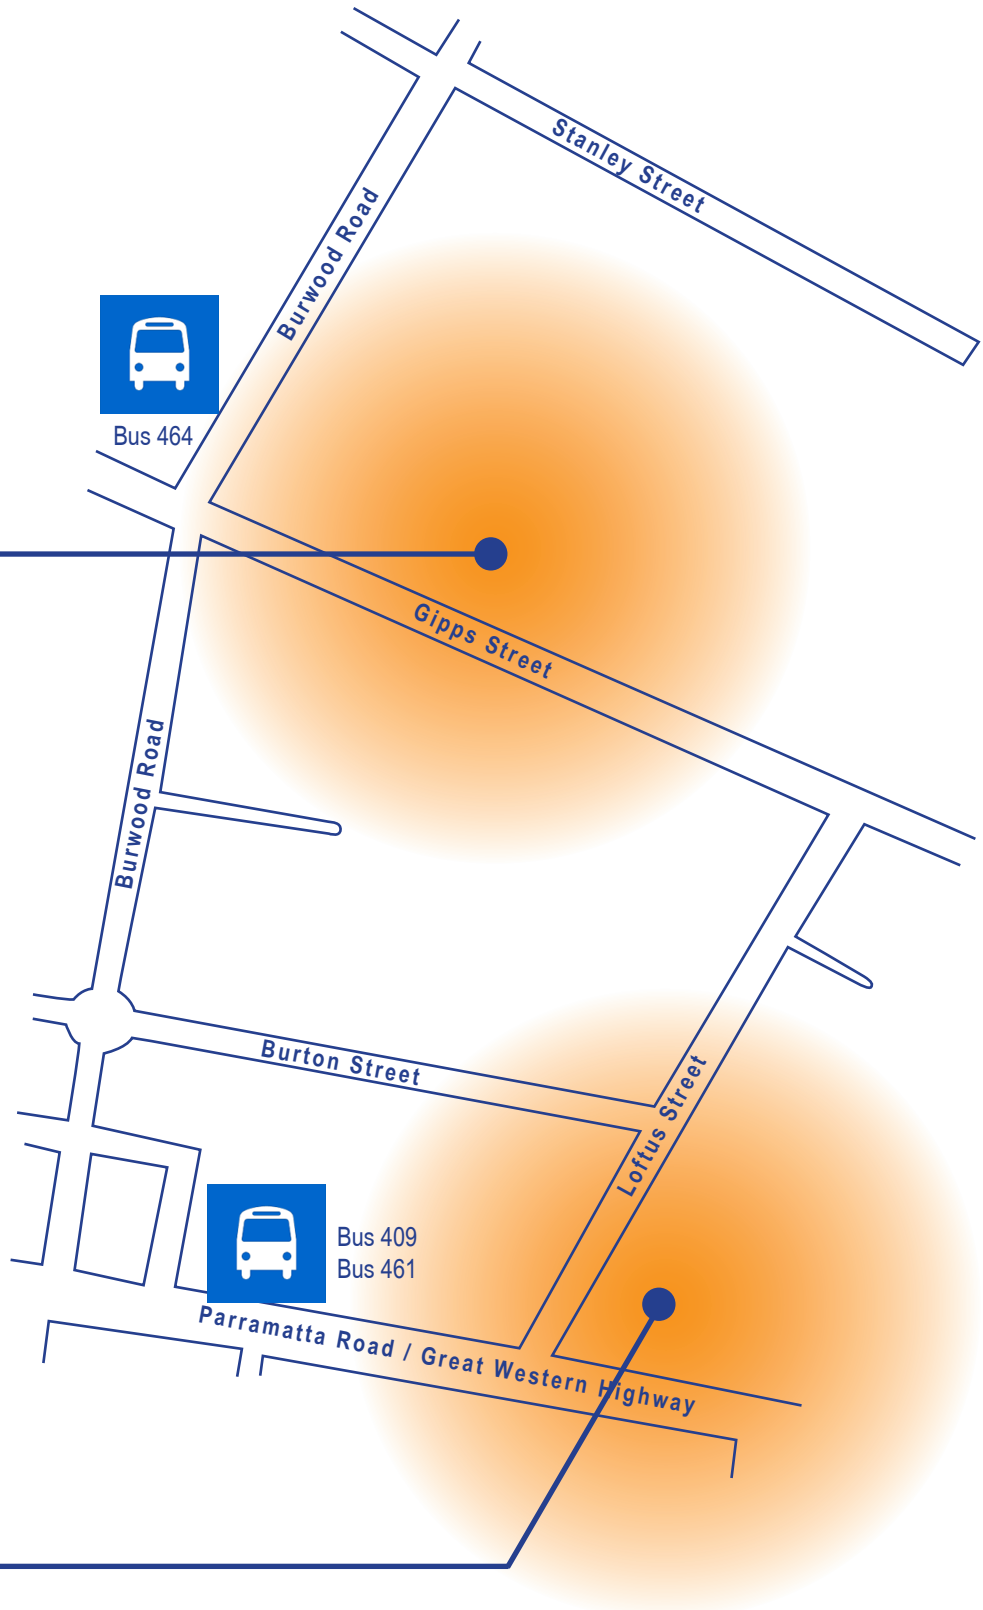 Stanley Street
Burwood Road
Bus 464
Gipps Street
Burwood Road
Burton Street
Loftus Street
Bus 409
Bus 461
Parramatta Road / Great Western Highway